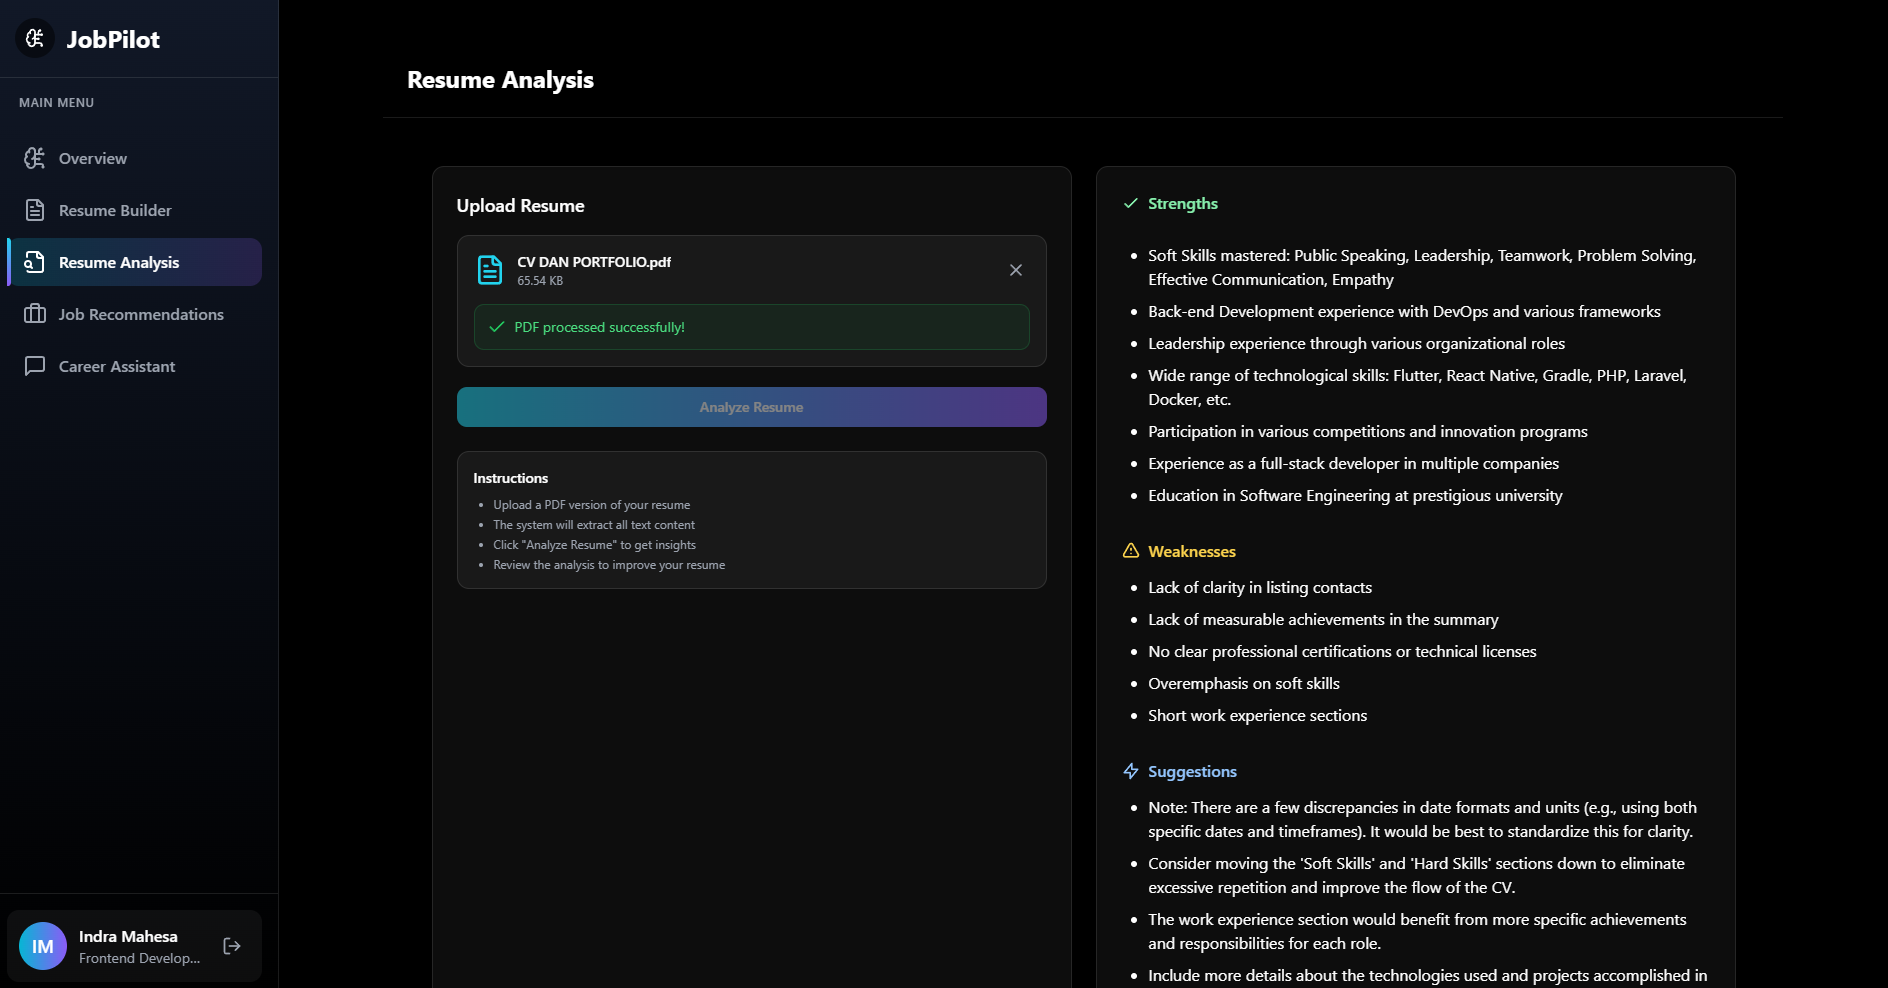 JobPilot
MAIN MENU
Overview
Resume Builder
Resume Analysis
Job Recommendations
Career Assistant
IM
Indra Mahesa
Frontend Develop...
Resume Analysis
Upload Resume
CV DAN PORTFOLIO.pdf
65.54 KB
PDF processed successfully!
Analyze Resume
Instructions
• Upload a PDF version of your resume
• The system will extract all text content
• Click "Analyze Resume" to get insights
• Review the analysis to improve your resume
Strengths
• Soft Skills mastered: Public Speaking, Leadership, Teamwork, Problem Solving,
Effective Communication, Empathy
• Back-end Development experience with DevOps and various frameworks
• Leadership experience through various organizational roles
• Wide range of technological skills: Flutter, React Native, Gradle, PHP, Laravel,
Docker, etc.
• Participation in various competitions and innovation programs
• Experience as a full-stack developer in multiple companies
• Education in Software Engineering at prestigious university
Weaknesses
• Lack of clarity in listing contacts
• Lack of measurable achievements in the summary
• No clear professional certifications or technical licenses
• Overemphasis on soft skills
• Short work experience sections
Suggestions
• Note: There are a few discrepancies in date formats and units (e.g., using both
specific dates and timeframes). It would be best to standardize this for clarity.
• Consider moving the 'Soft Skills' and 'Hard Skills' sections down to eliminate
excessive repetition and improve the flow of the CV.
• The work experience section would benefit from more specific achievements
and responsibilities for each role.
• Include more details about the technologies used and projects accomplished in